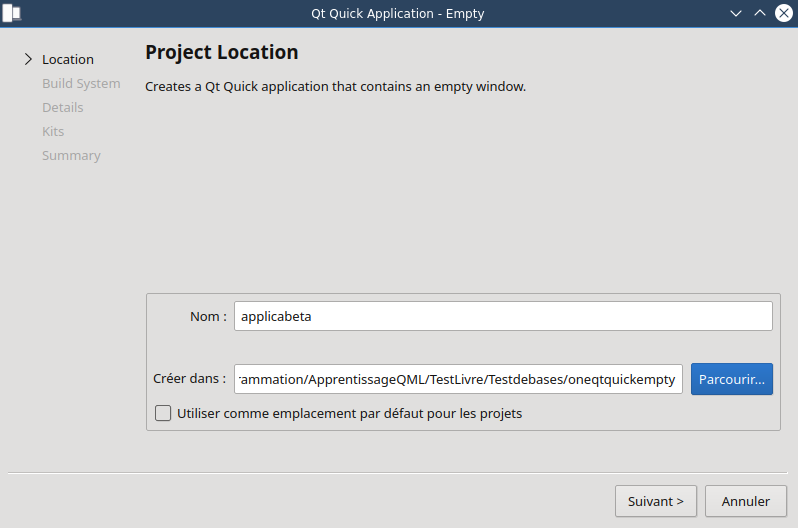 Qt Quick Application - Empty
Location
Build System
Details
Kits
Summary
Project Location
Creates a Qt Quick application that contains an empty window.
Nom : applicabeta
Créer dans : rammation/ApprentissageQML/TestLivre/Testdebases/oneqtquickempty Parcourir...
Utiliser comme emplacement par défaut pour les projets
Suivant > Annuler